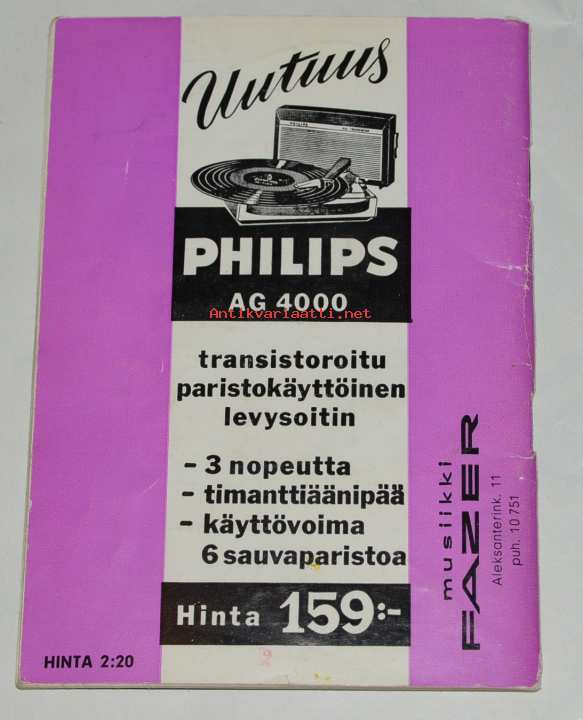 Uutuus
PHILIPS
PHILIPS
AG 4000
Antikvariaatti.net
transistoroitu
paristokäyttöinen
levysoitin
- 3 nopeutta
- timanttiäänipää
- käyttövoima
6 sauvaparistoa
Hinta 159:-
HINTA 2:20
musiikki
FAZER
Aleksanterink. 11
puh. 10 751